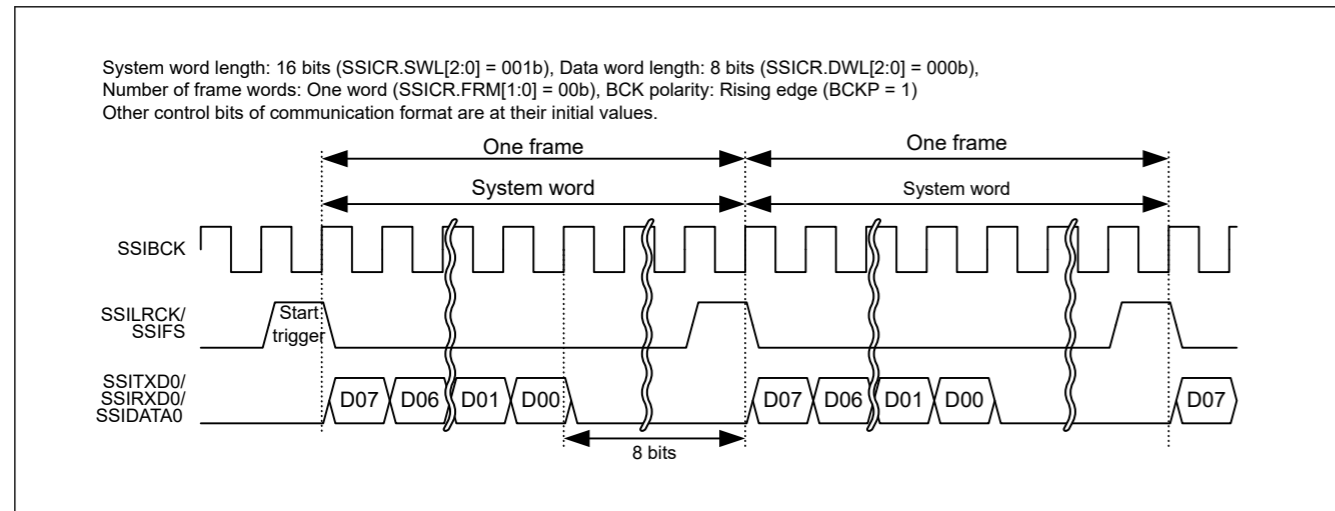 System word length: 16 bits (SSICR.SWL[2:0] = 001b), Data word length: 8 bits (SSICR.DWL[2:0] = 000b),
Number of frame words: One word (SSICR.FRM[1:0] = 00b), BCK polarity: Rising edge (BCKP = 1)
Other control bits of communication format are at their initial values.
One frame One frame
System word System word
SSIBCK
SSILRCK/
SSIFS
Start
trigger
SSITXD0/
SSIRXD0/
SSIDATA0
D07 D06 D01 D00 D07 D06 D01 D00 D07
8 bits